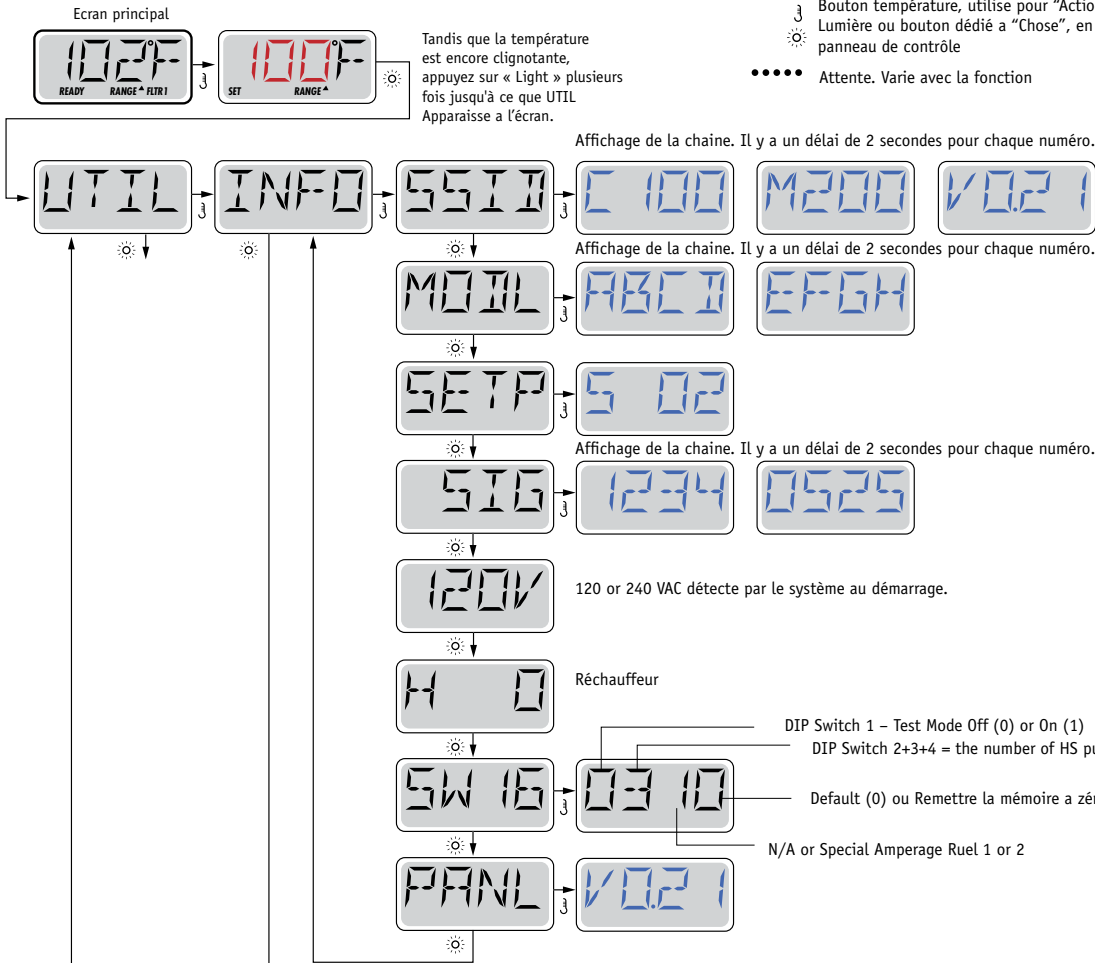 Ecran principal
102°F
READY RANGE FLTR1
100°F
SET RANGE
Tandis que la température
est encore clignotante,
appuyez sur « Light » plusieurs
fois jusqu'à ce que UTIL
Apparaisse a l'écran.
Bouton température, utilise pour "Action
Lumière ou bouton dédié a "Chose", en
panneau de contrôle
••••• Attente. Varie avec la fonction
Affichage de la chaine. Il y a un délai de 2 secondes pour chaque numéro.
UTIL INFO SSID C 100 M200 V0.21
Affichage de la chaine. Il y a un délai de 2 secondes pour chaque numéro.
MODL ABCD EFGH
SETP S 02
Affichage de la chaine. Il y a un délai de 2 secondes pour chaque numéro.
SIG 1234 0525
120V
120 or 240 VAC détecte par le système au démarrage.
H 0
Réchauffeur
DIP Switch 1 – Test Mode Off (0) or On (1)
DIP Switch 2+3+4 = the number of HS
SW 16 03 10
Default (0) ou Remettre la mémoire a
N/A or Special Amperage Ruel 1 or 2
PANL V0.21